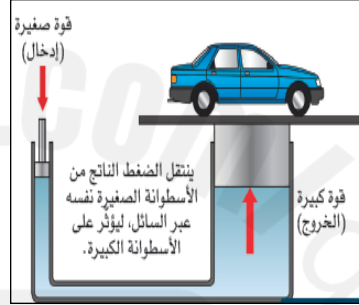 قوة صغيرة
(إدخال)
ينتقل الضغط الناتج من
الأسطوانة الصغيرة نفسه
عبر السائل، ليؤثر على
الأسطوانة الكبيرة.
قوة كبيرة
(الخروج)